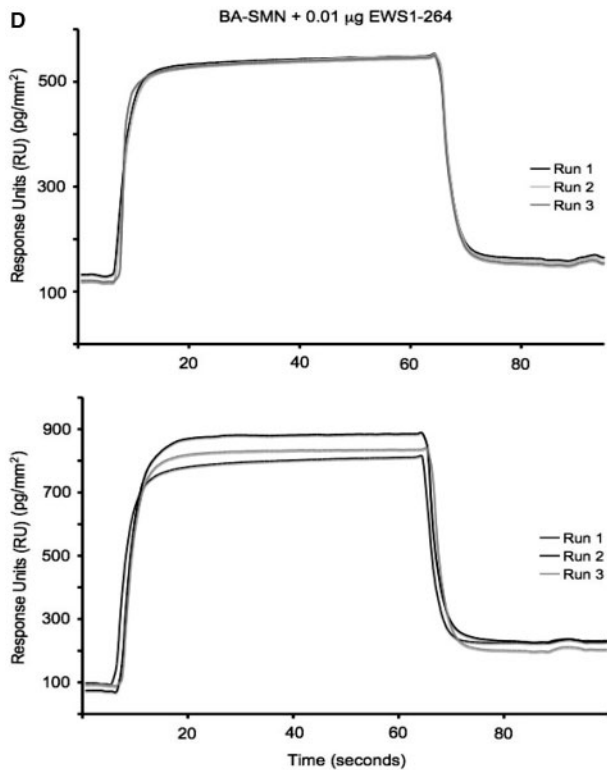 D
BA-SMN + 0.01 µg EWS1-264
Response Units (RU) (pg/mm²)
500
300
100
20
40
60
80
Run 1
Run 2
Run 3
Response Units (RU) (pg/mm²)
900
700
500
300
100
20
40
60
80
Run 1
Run 2
Run 3
Time (seconds)